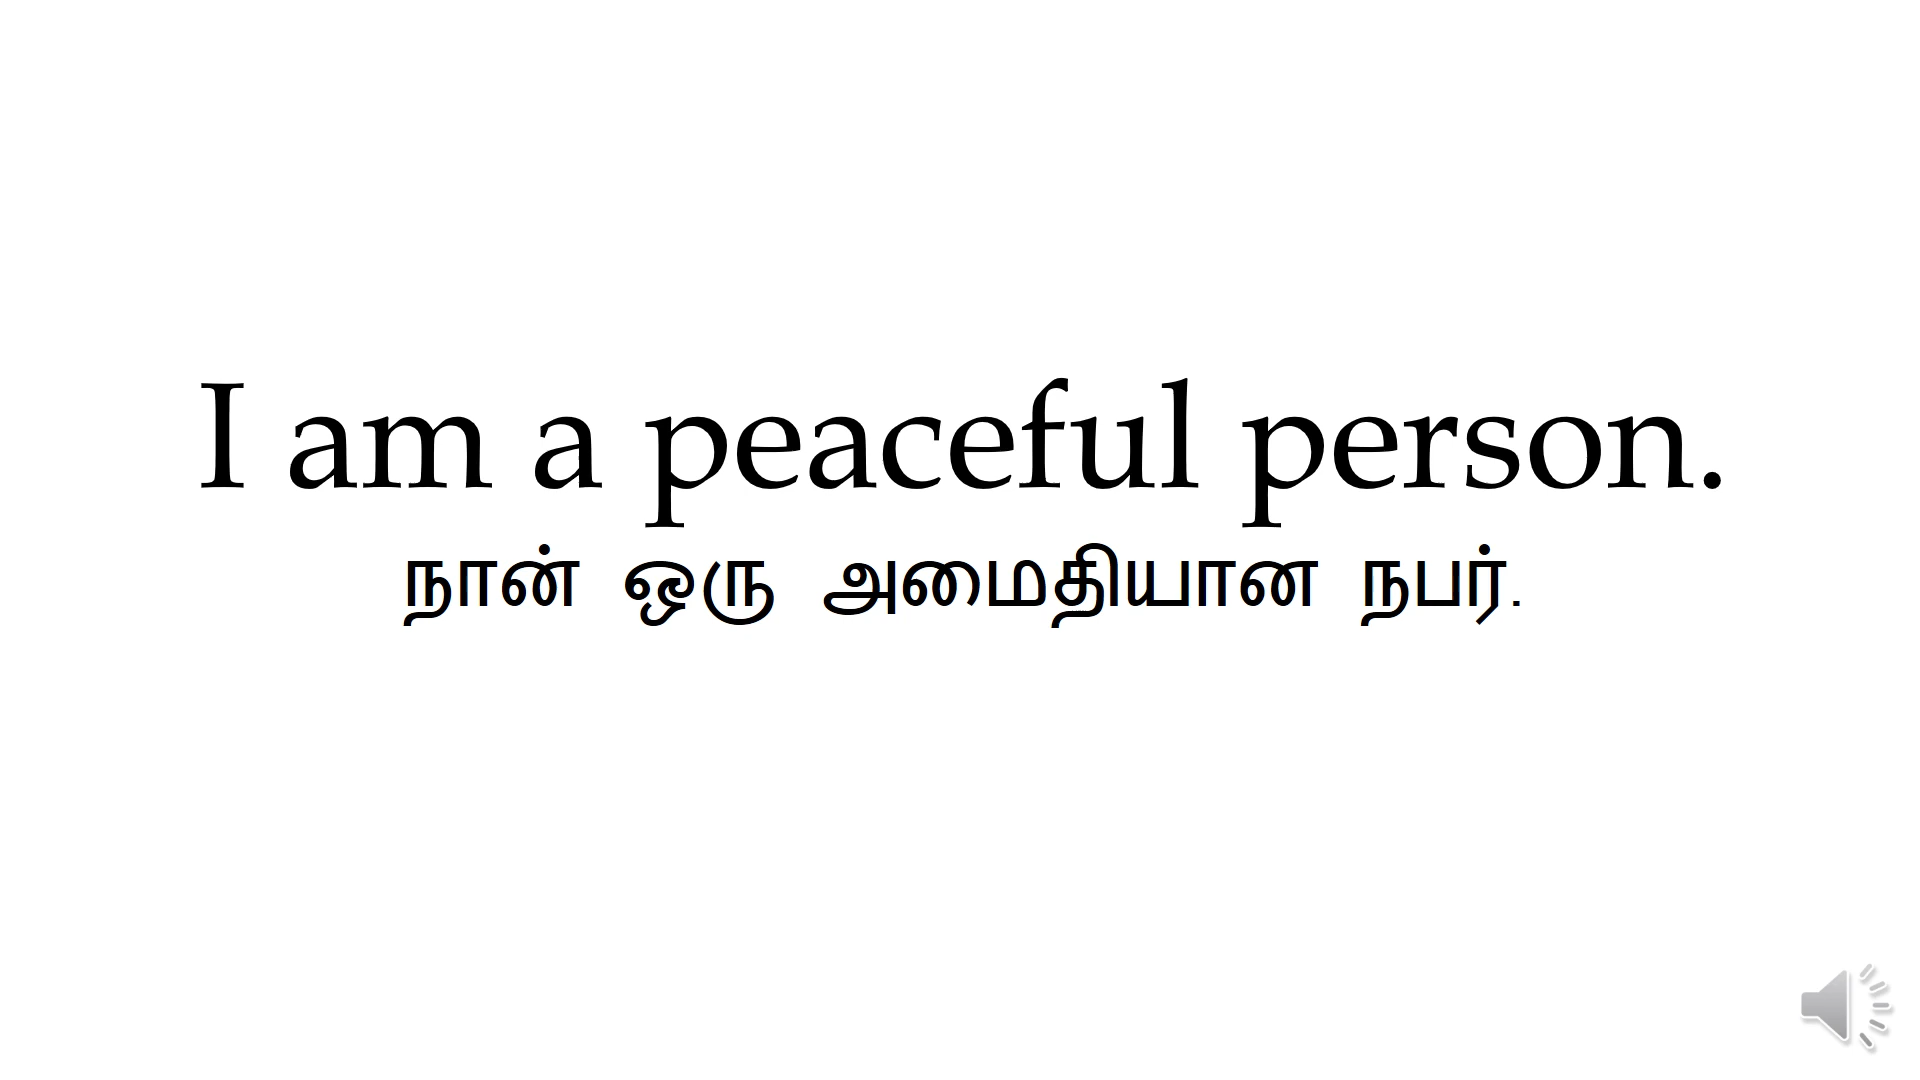 I am a peaceful person.
நான் ஒரு அமைதியான நபர்.